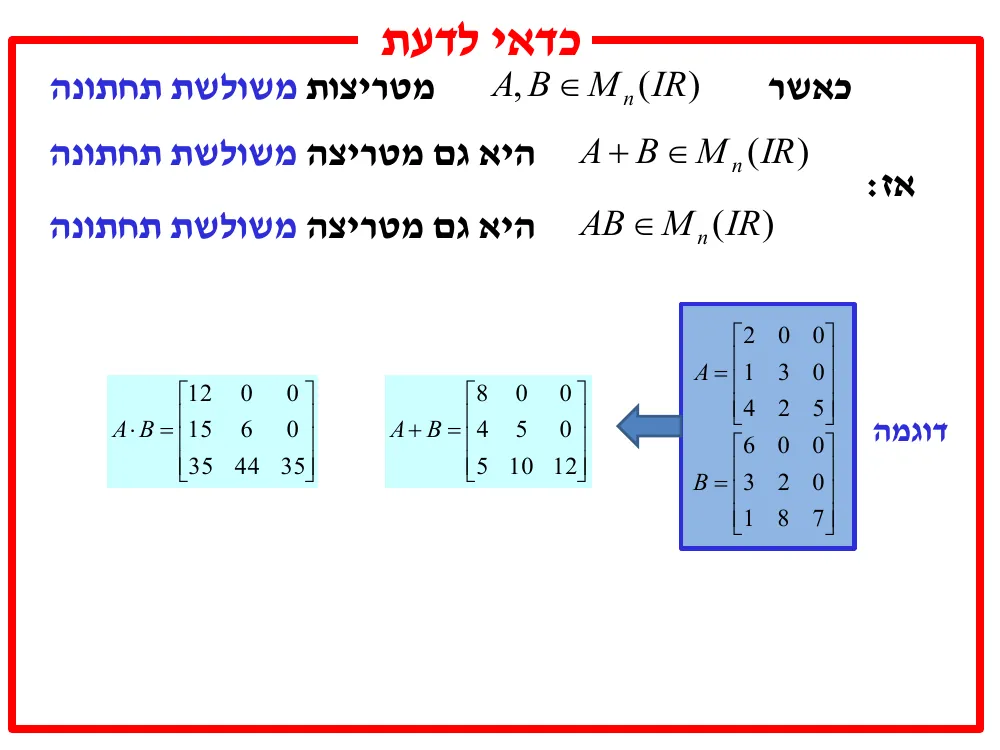 כדאי לדעת
כאשר A, B ∈ M_n(IR) מטריצות משולשת תחתונה
אז:
A + B ∈ M_n(IR) היא גם מטריצה משולשת תחתונה
AB ∈ M_n(IR) היא גם מטריצה משולשת תחתונה
דוגמה
A = [2 0 0
1 3 0
4 2 5]
B = [6 0 0
3 2 0
1 8 7]
A + B = [8 0 0
4 5 0
5 10 12]
A · B = [12 0 0
15 6 0
35 44 35]